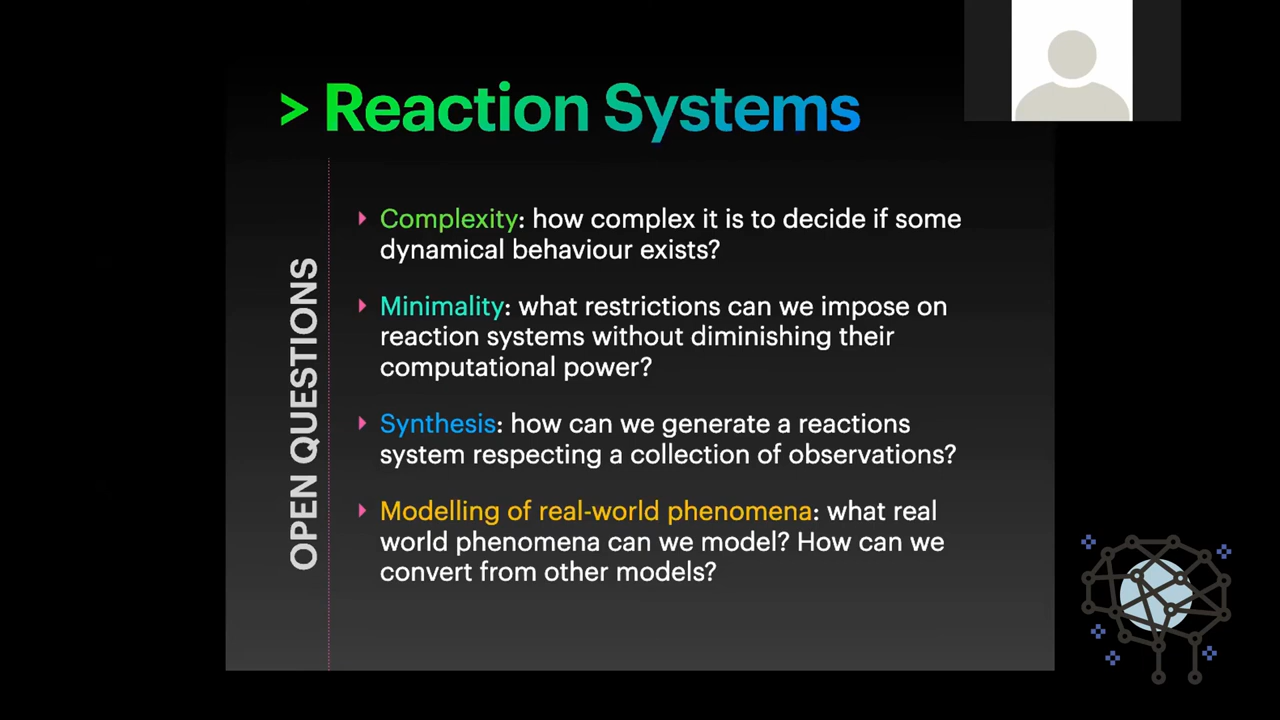 > Reaction Systems
OPEN QUESTIONS
Complexity: how complex it is to decide if some
dynamical behaviour exists?
Minimality: what restrictions can we impose on
reaction systems without diminishing their
computational power?
Synthesis: how can we generate a reactions
system respecting a collection of observations?
Modelling of real-world phenomena: what real
world phenomena can we model? How can we
convert from other models?